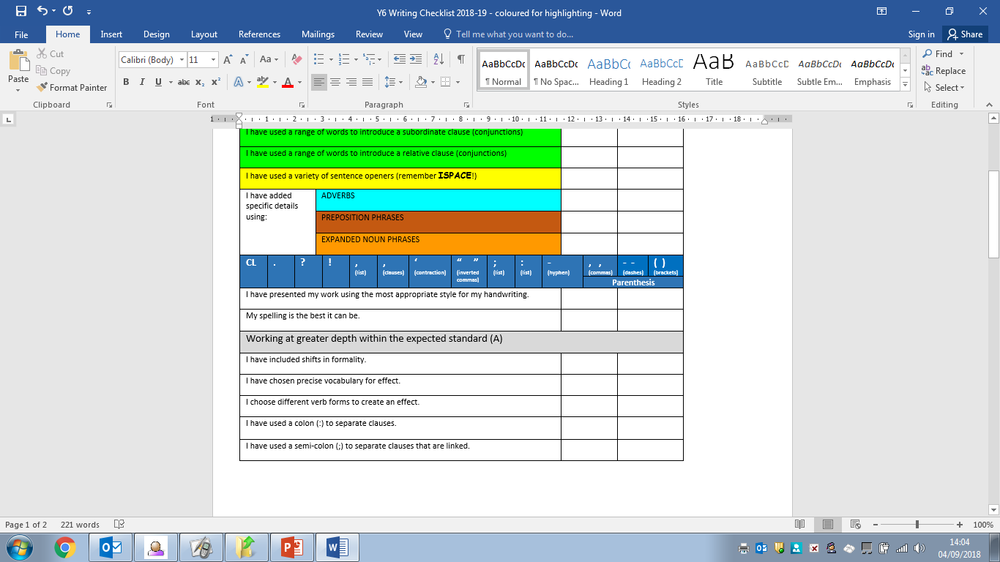 Y6 Writing Checklist 2018-19 - coloured for highlighting - Word
File Home Insert Design Layout References Mailings Review View Tell me what you want to do... Sign in Share
Paste
Cut
Copy
Format Painter
Clipboard
Calibri (Body) 11
B I U abc x₂ x²
Font
Paragraph
AaBbCcDc AaBbCcDc AaBbCc AaBbCcD AaB AaBbCcD AaBbCcDc AaBbCcDc
¶ Normal ¶ No Spac... Heading 1 Heading 2 Title Subtitle Subtle Em... Emphasis
Styles
Find
Replace
Select
Editing
1 1 2 3 4 5 6 7 8 9 10 11 12 13 14 15 16 17 18
I have used a range of words to introduce a subordinate clause (conjunctions)
I have used a range of words to introduce a relative clause (conjunctions)
I have used a variety of sentence openers (remember ISPACE!)
I have added
specific details
using:
ADVERBS
PREPOSITION PHRASES
EXPANDED NOUN PHRASES
CL . ? ! , , ‘ “ ” ; : - , , - - ( )
(list) (clauses) (contraction) (inverted commas) (list) (list) (hyphen) (commas) (dashes) (brackets)
Parenthesis
I have presented my work using the most appropriate style for my handwriting.
My spelling is the best it can be.
Working at greater depth within the expected standard (A)
I have included shifts in formality.
I have chosen precise vocabulary for effect.
I choose different verb forms to create an effect.
I have used a colon (:) to separate clauses.
I have used a semi-colon (;) to separate clauses that are linked.
Page 1 of 2 221 words 100%
14:04
04/09/2018